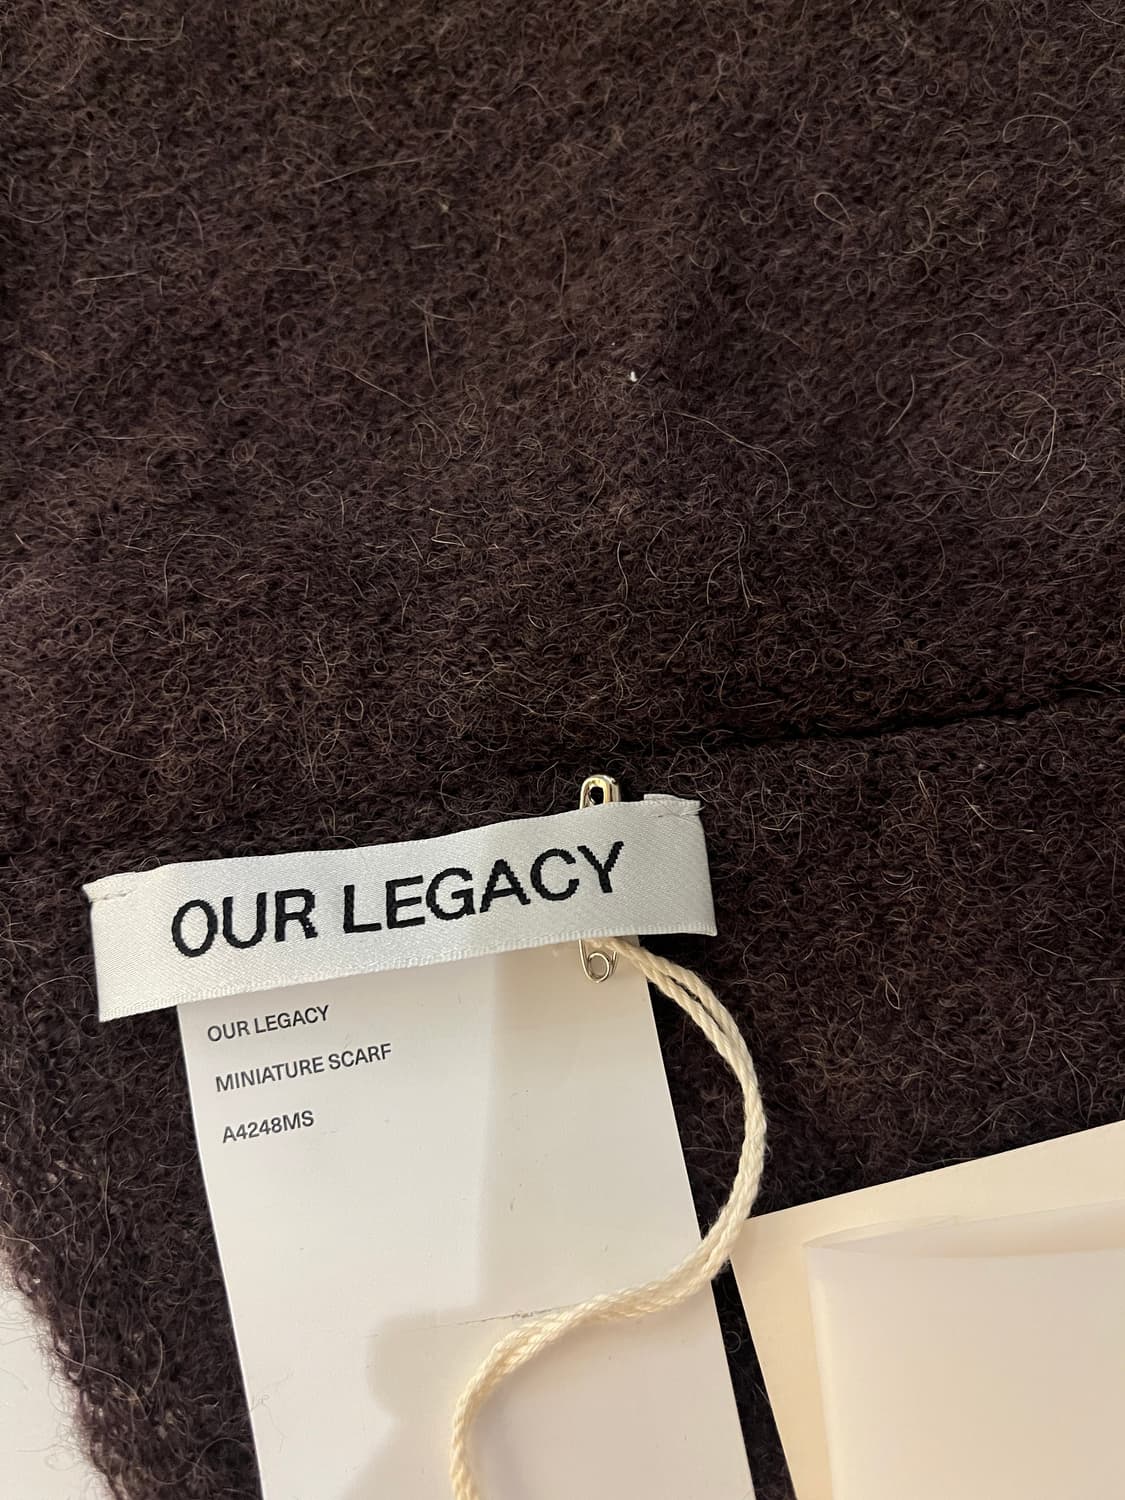 OUR LEGACY
OUR LEGACY
MINIATURE SCARF
A4248MS